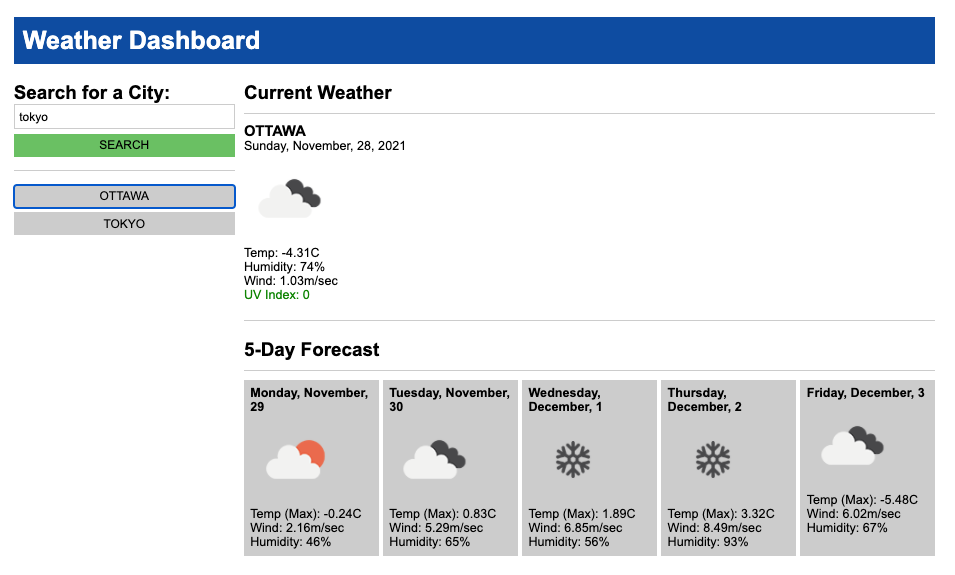 Weather Dashboard
Search for a City:
tokyo
SEARCH
OTTAWA
TOKYO
Current Weather
OTTAWA
Sunday, November, 28, 2021
Temp: -4.31C
Humidity: 74%
Wind: 1.03m/sec
UV Index: 0
5-Day Forecast
Monday, November,
29
Temp (Max): -0.24C
Wind: 2.16m/sec
Humidity: 46%
Tuesday, November,
30
Temp (Max): 0.83C
Wind: 5.29m/sec
Humidity: 65%
Wednesday,
December, 1
Temp (Max): 1.89C
Wind: 6.85m/sec
Humidity: 56%
Thursday,
December, 2
Temp (Max): 3.32C
Wind: 8.49m/sec
Humidity: 93%
Friday, December, 3
Temp (Max): -5.48C
Wind: 6.02m/sec
Humidity: 67%